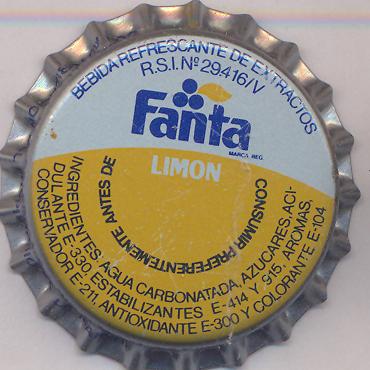 BEBIDA REFRESCANTE DE EXTRACTOS
R.S.I. Nº 29.416/V
Fanta
MARCA REG.
LIMON
CONSUMIR PREFERENTEMENTE ANTES DE
INGREDIENTES: AGUA CARBONATADA, AZUCARES, ACI-
DULANTE E-330, ESTABILIZANTES E-414 Y 915, AROMAS,
CONSERVADOR E-211, ANTIOXIDANTE E-300 Y COLORANTE E-104